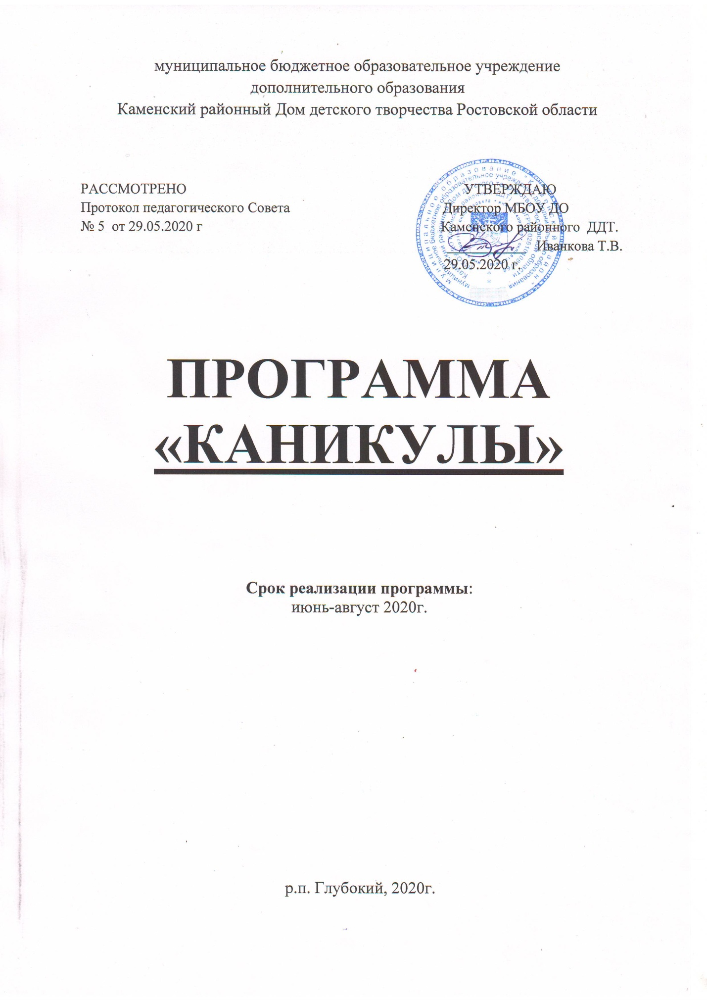 муниципальное бюджетное образовательное учреждение
дополнительного образования
Каменский районный Дом детского творчества Ростовской области
РАССМОТРЕНО
Протокол педагогического Совета
№ 5 от 29.05.2020 г
УТВЕРЖДАЮ
Директор МБОУ ДО
Каменского районного ДДТ.
Иванкова Т.В.
29.05.2020 г.
ПРОГРАММА
«КАНИКУЛЫ»
Срок реализации программы:
июнь-август 2020г.
р.п. Глубокий, 2020г.